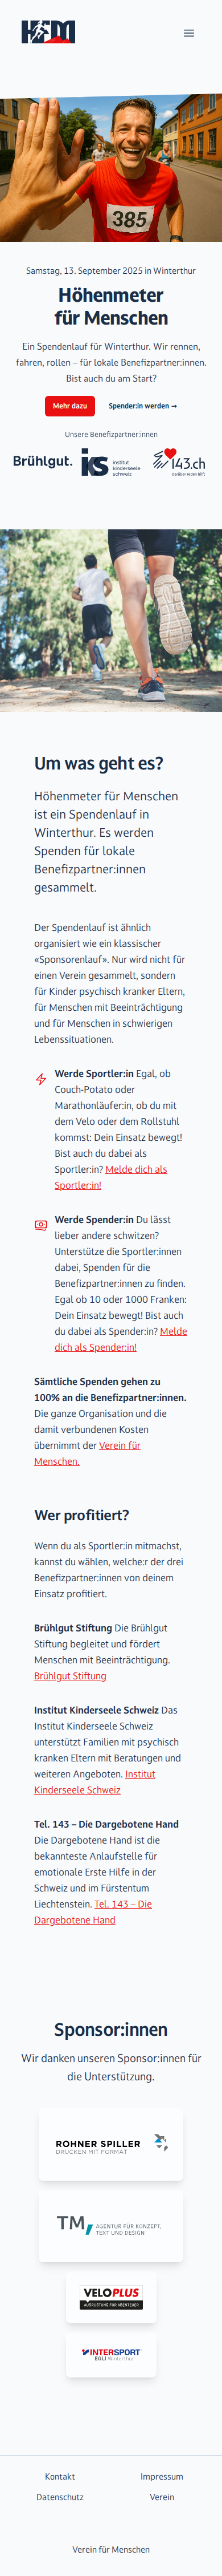 HFM
385
Samstag, 13. September 2025 in Winterthur
Höhenmeter
für Menschen
Ein Spendenlauf für Winterthur. Wir rennen,
fahren, rollen – für lokale Benefizpartner:innen.
Bist auch du am Start?
Mehr dazu
Spender:in werden →
Unsere Benefizpartner:innen
Brühlgut.
iks
institut
kinderseele
schweiz
143.ch
Darüber reden hilft
Um was geht es?
Höhenmeter für Menschen
ist ein Spendenlauf in
Winterthur. Es werden
Spenden für lokale
Benefizpartner:innen
gesammelt.
Der Spendenlauf ist ähnlich
organisiert wie ein klassischer
«Sponsorenlauf». Nur wird nicht für
einen Verein gesammelt, sondern
für Kinder psychisch kranker Eltern,
für Menschen mit Beeinträchtigung
und für Menschen in schwierigen
Lebenssituationen.
Werde Sportler:in Egal, ob
Couch-Potato oder
Marathonläufer:in, ob du mit
dem Velo oder dem Rollstuhl
kommst: Dein Einsatz bewegt!
Bist auch du dabei als
Sportler:in? Melde dich als
Sportler:in!
Werde Spender:in Du lässt
lieber andere schwitzen?
Unterstütze die Sportler:innen
dabei, Spenden für die
Benefizpartner:innen zu finden.
Egal ob 10 oder 1000 Franken:
Dein Einsatz bewegt! Bist auch
du dabei als Spender:in? Melde
dich als Spender:in!
Sämtliche Spenden gehen zu
100% an die Benefizpartner:innen.
Die ganze Organisation und die
damit verbundenen Kosten
übernimmt der Verein für
Menschen.
Wer profitiert?
Wenn du als Sportler:in mitmachst,
kannst du wählen, welche:r der drei
Benefizpartner:innen von deinem
Einsatz profitiert.
Brühlgut Stiftung Die Brühlgut
Stiftung begleitet und fördert
Menschen mit Beeinträchtigung.
Brühlgut Stiftung
Institut Kinderseele Schweiz Das
Institut Kinderseele Schweiz
unterstützt Familien mit psychisch
kranken Eltern mit Beratungen und
weiteren Angeboten. Institut
Kinderseele Schweiz
Tel. 143 – Die Dargebotene Hand
Die Dargebotene Hand ist die
bekannteste Anlaufstelle für
emotionale Erste Hilfe in der
Schweiz und im Fürstentum
Liechtenstein. Tel. 143 – Die
Dargebotene Hand
Sponsor:innen
Wir danken unseren Sponsor:innen für
die Unterstützung.
ROHNER SPILLER
DRUCKEN MIT FORMAT
TM
AGENTUR FÜR KONZEPT,
TEXT UND DESIGN
VELOPLUS
AUSRÜSTUNG FÜR ABENTEUER
INTERSPORT
EGLI Winterthur
Kontakt
Impressum
Datenschutz
Verein
Verein für Menschen